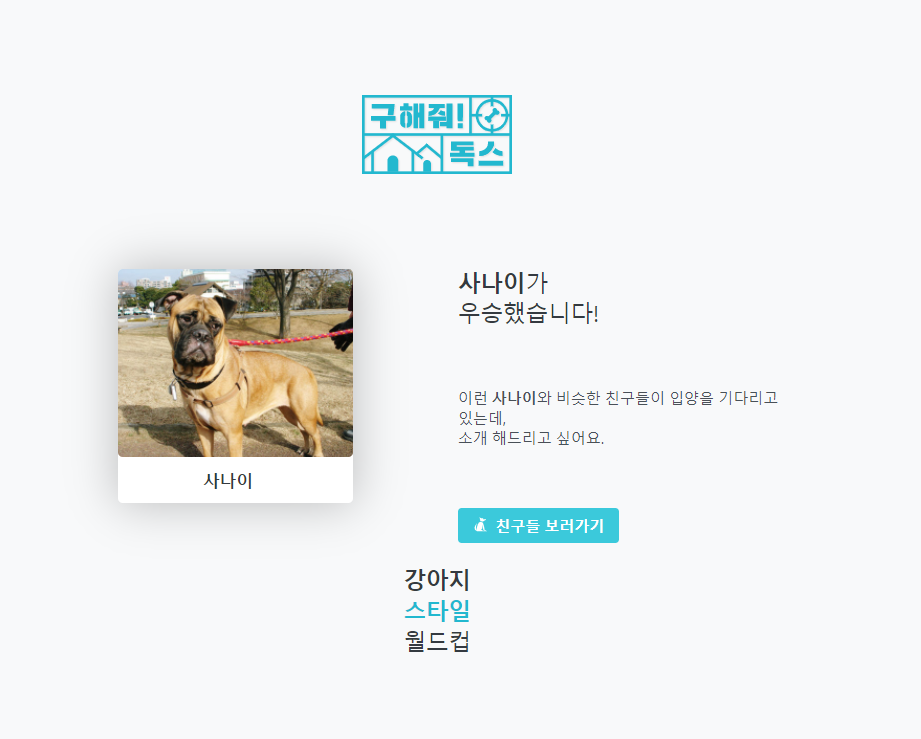 구해줘!
독스
사나이
사나이가
우승했습니다!
이런 사나이와 비슷한 친구들이 입양을 기다리고
있는데,
소개 해드리고 싶어요.
친구들 보러가기
강아지
스타일
월드컵